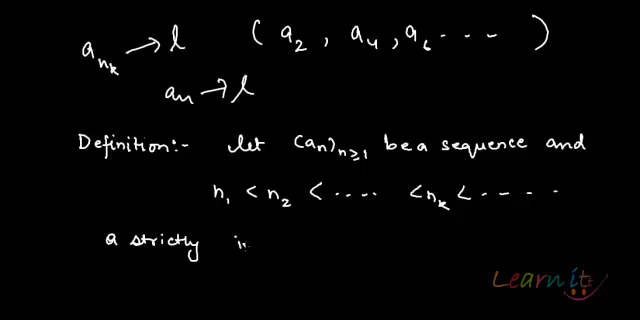 a_{n_k} → l (a_2, a_4, a_6 ....)
a_n → l
Definition:- let (a_n)_{n≥1} be a sequence and
n_1 < n_2 < .... < n_k < .....
a strictly
Learnit